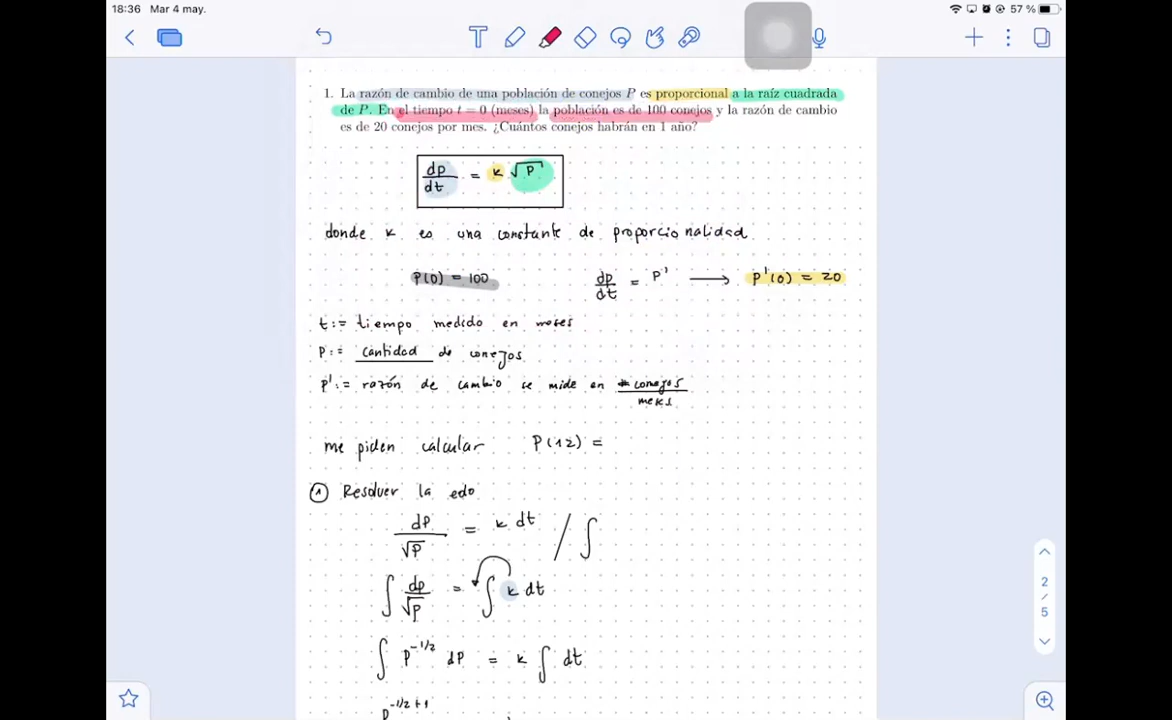 18:36 Mar 4 may.
57 %
1. La razón de cambio de una población de conejos P es proporcional a la raíz cuadrada
de P. En el tiempo t = 0 (meses) la población es de 100 conejos y la razón de cambio
es de 20 conejos por mes. ¿Cuántos conejos habrán en 1 año?
dp/dt = k √P
donde k es una constante de proporcionalidad
P(0) = 100 dp/dt = P' → P'(0) = 20
t := tiempo medido en meses
P := cantidad de conejos
P' := razón de cambio se mide en # conejos/meses
me piden calcular P(12) =
① Resolver la edo
dP/√P = k dt / ∫
∫ dp/√P = ∫ k dt
∫ P^-1/2 dP = k ∫ dt
P^-1/2 + 1
2
/
5